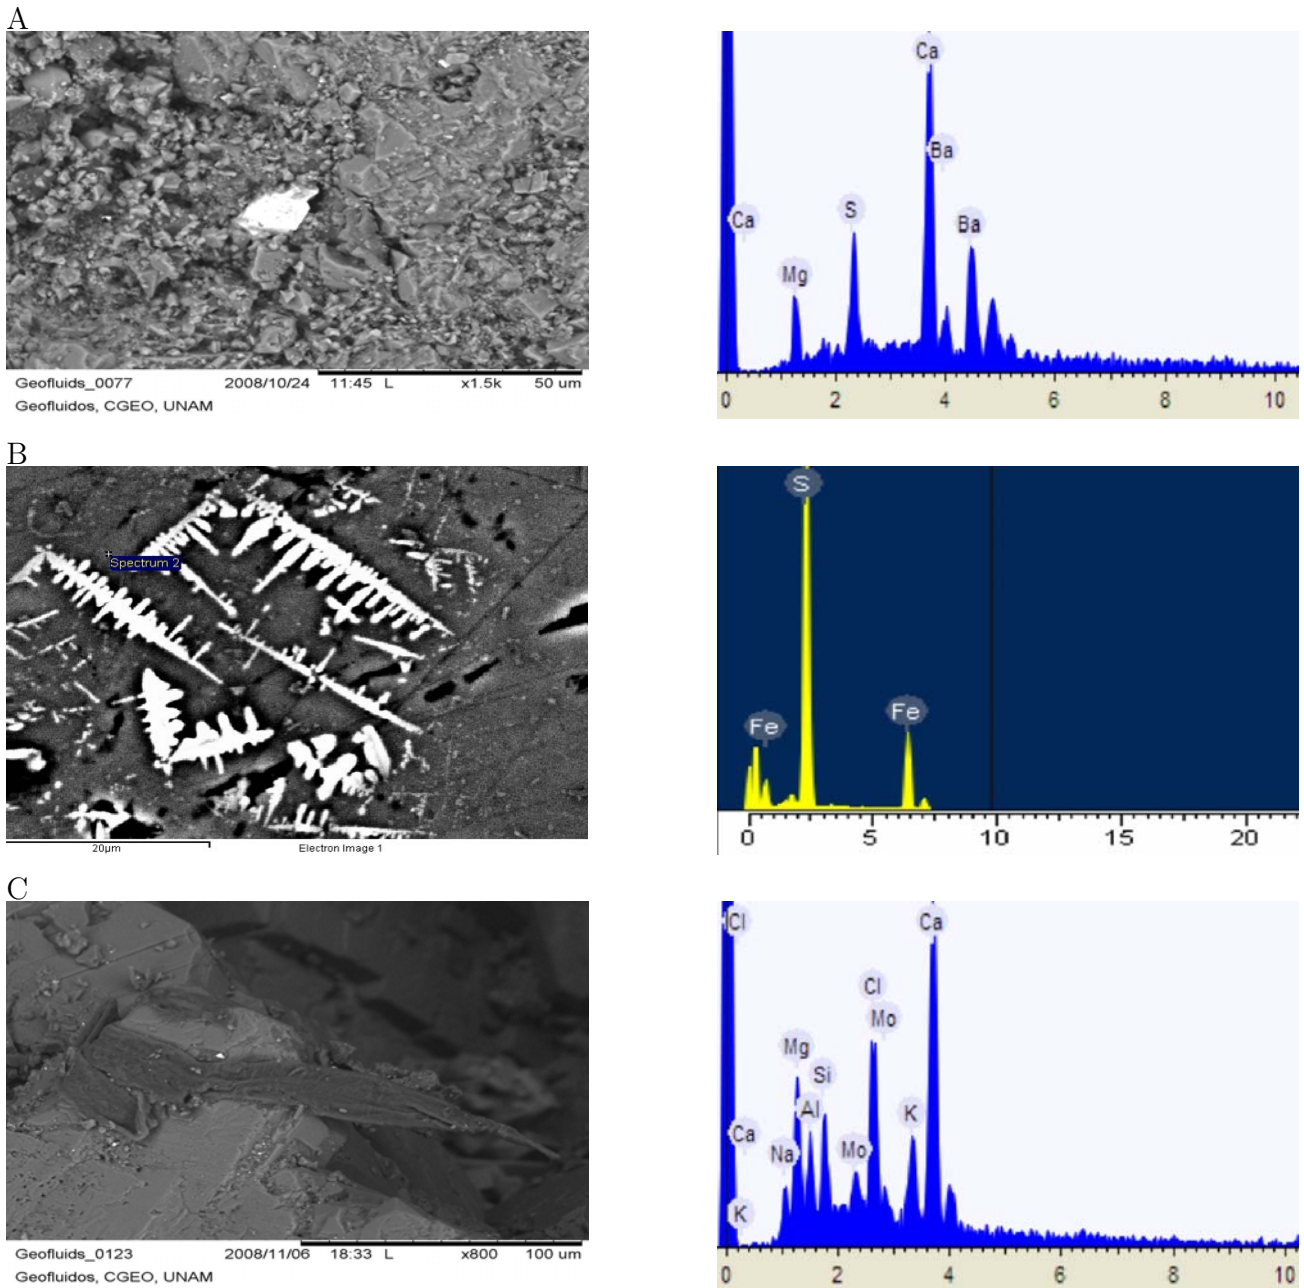 A
Ca
Ba
Ca
S
Ba
Mg
0 2 4 6 8 10
Geofluids_0077 2008/10/24 11:45 L x1.5k 50 um
Geofluidos, CGEO, UNAM
B
Spectrum 2
S
Fe
Fe
0 5 10 15 20
20µm Electron Image 1
C
Cl
Ca
Cl
Mo
Mg
Si
Al
K
Ca
Na
Mo
K
0 2 4 6 8 10
Geofluids_0123 2008/11/06 18:33 L x800 100 um
Geofluidos, CGEO, UNAM